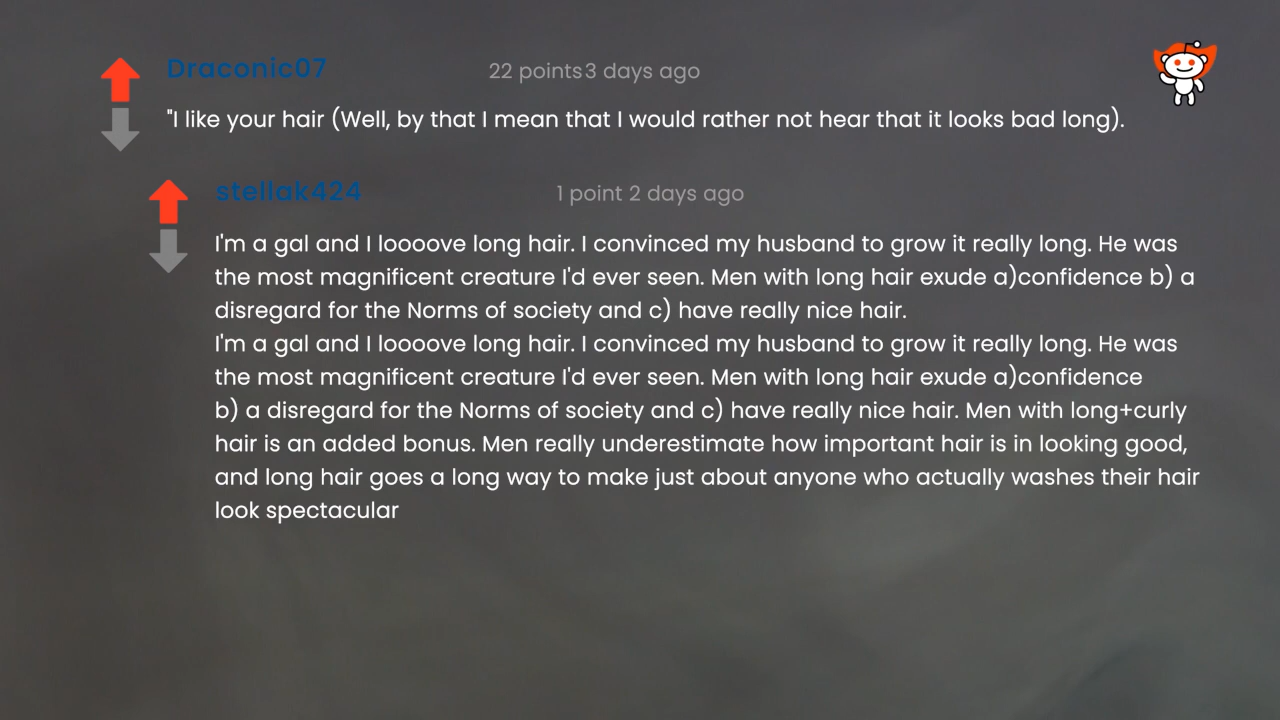 Draconic07 22 points 3 days ago
"I like your hair (Well, by that I mean that I would rather not hear that it looks bad long).
stellak424 1 point 2 days ago
I'm a gal and I loooove long hair. I convinced my husband to grow it really long. He was
the most magnificent creature I'd ever seen. Men with long hair exude a)confidence b) a
disregard for the Norms of society and c) have really nice hair.
I'm a gal and I loooove long hair. I convinced my husband to grow it really long. He was
the most magnificent creature I'd ever seen. Men with long hair exude a)confidence
b) a disregard for the Norms of society and c) have really nice hair. Men with long+curly
hair is an added bonus. Men really underestimate how important hair is in looking good,
and long hair goes a long way to make just about anyone who actually washes their hair
look spectacular